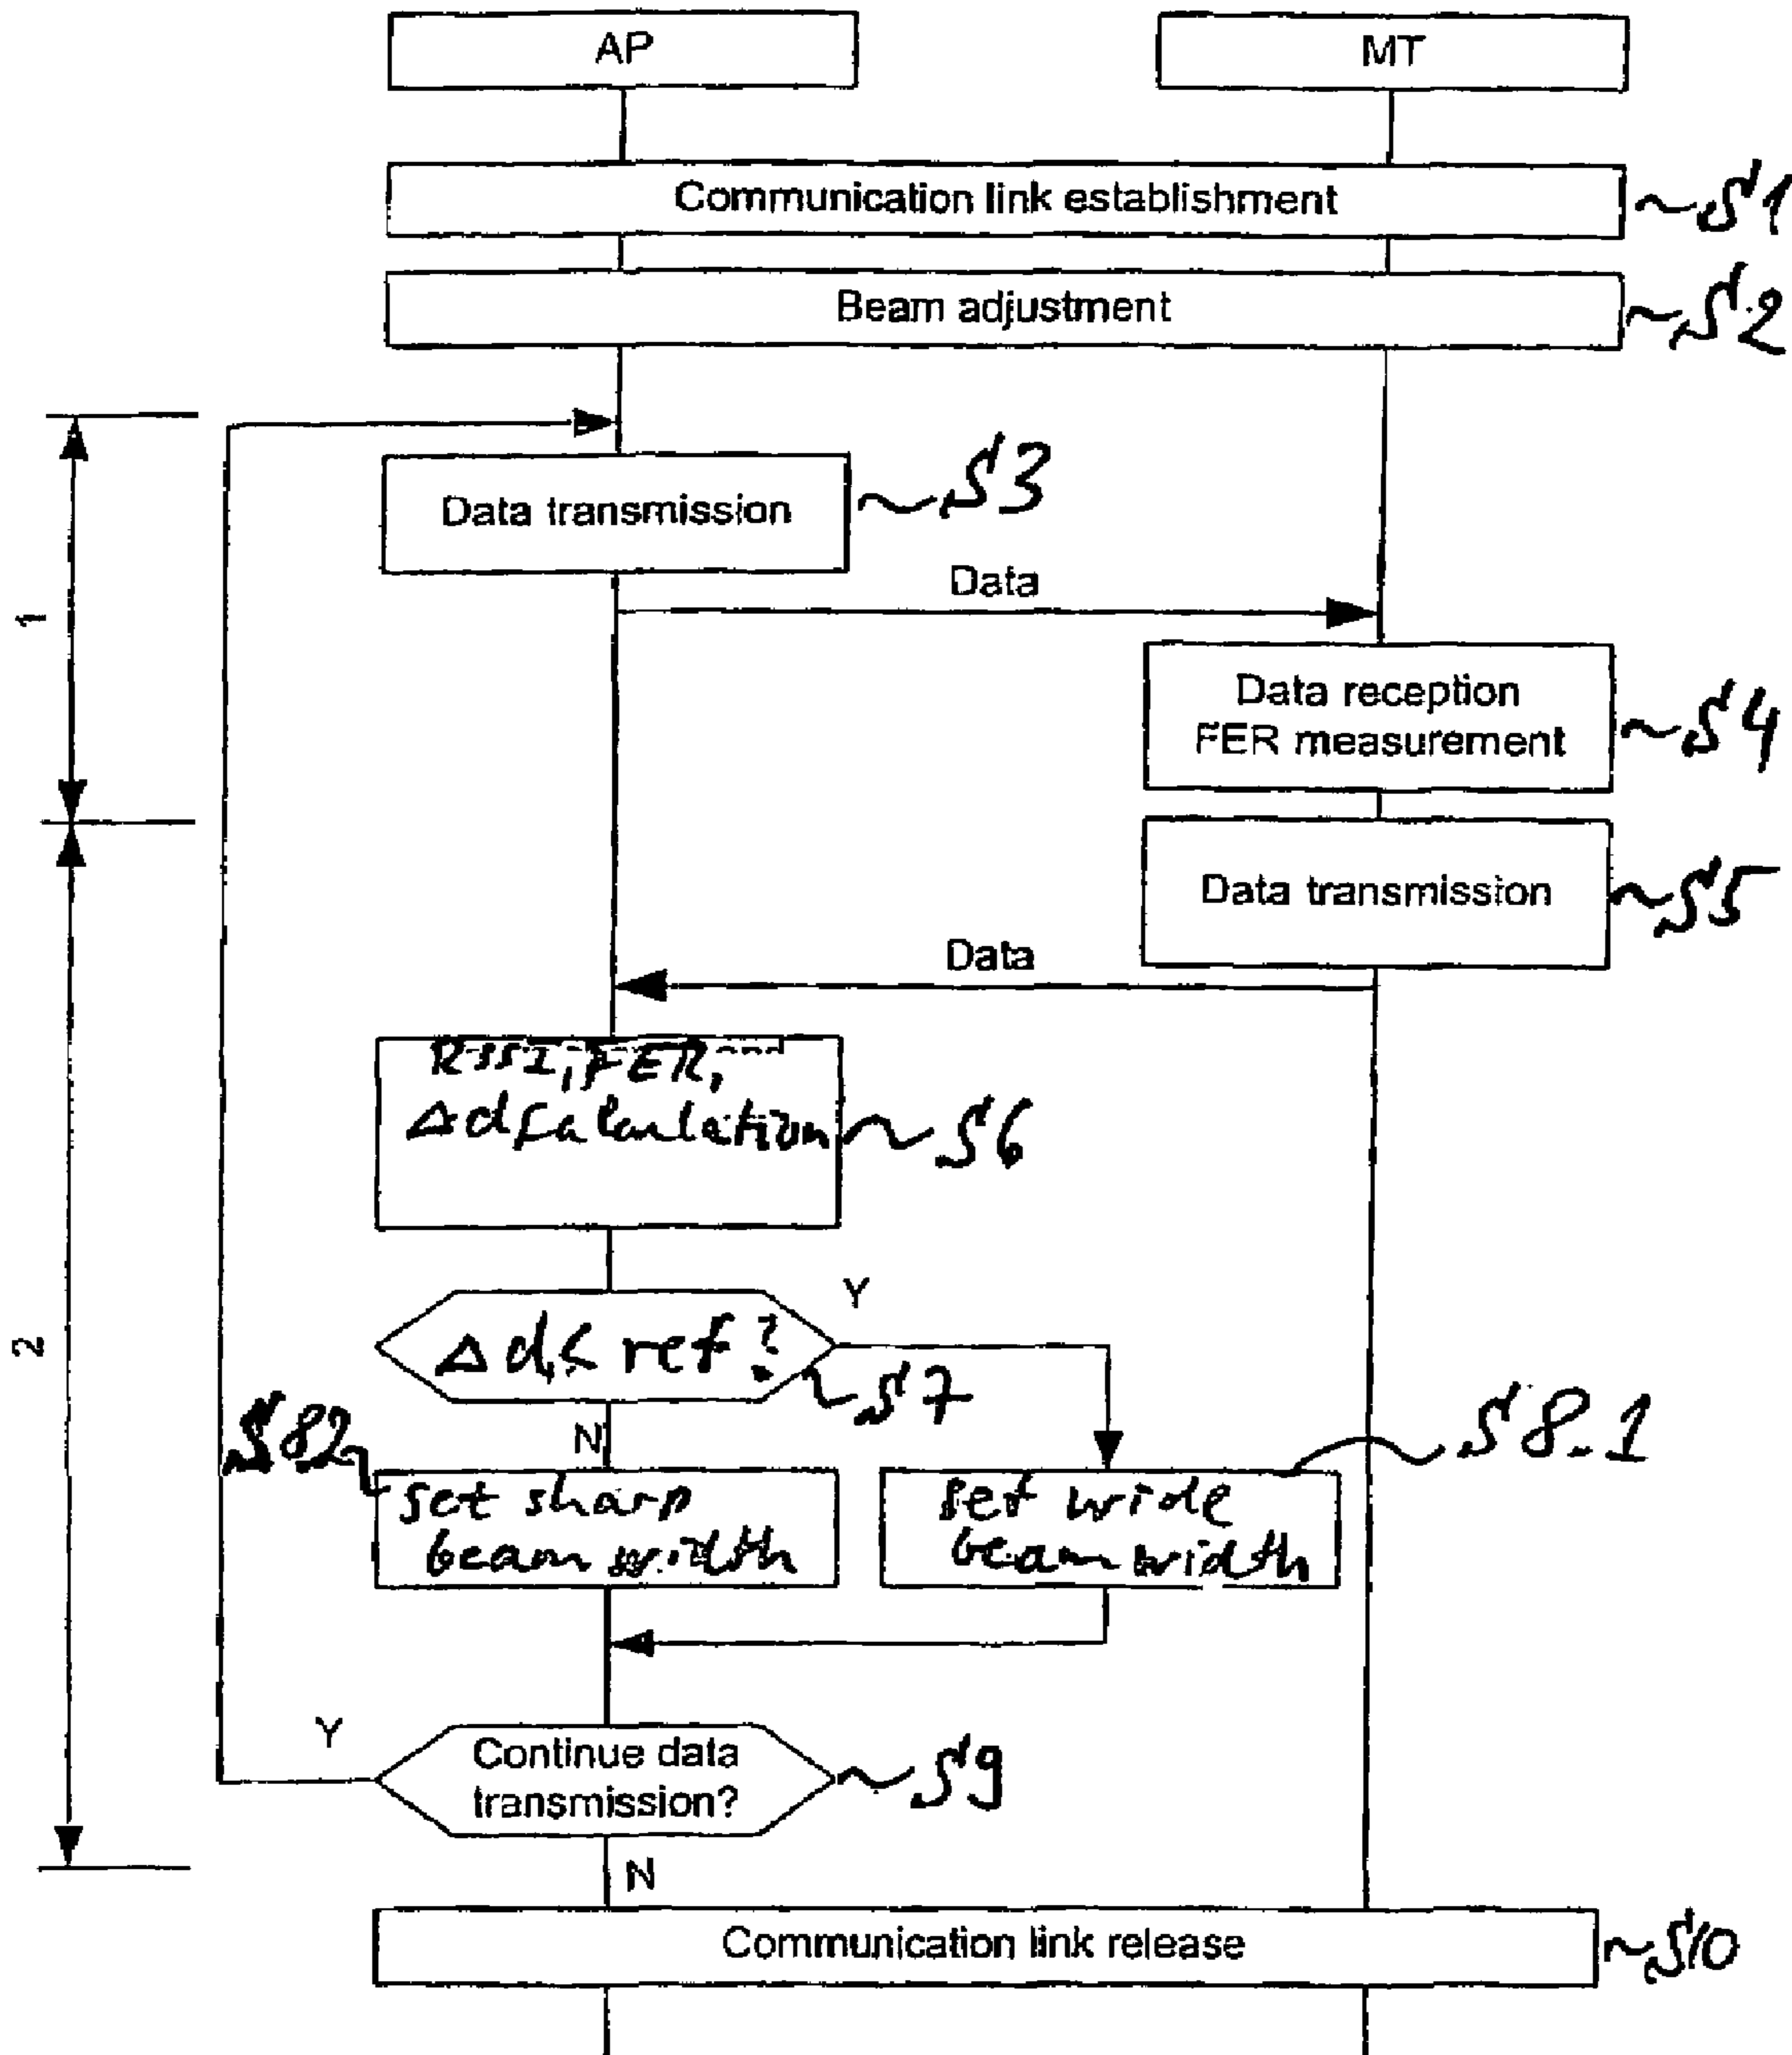 AP
MT
Communication link establishment
~S1
Beam adjustment
~S2
Data transmission
~S3
Data
1
Data reception
FER measurement
~S4
Data transmission
~S5
Data
RSSI, FER,
Δd calculation
~S6
2
Y
Δd < ref?
~S7
N
S82
S8-1
set sharp
beam width
set wide
beam width
Y
Continue data
transmission?
~S9
N
Communication link release
~S10